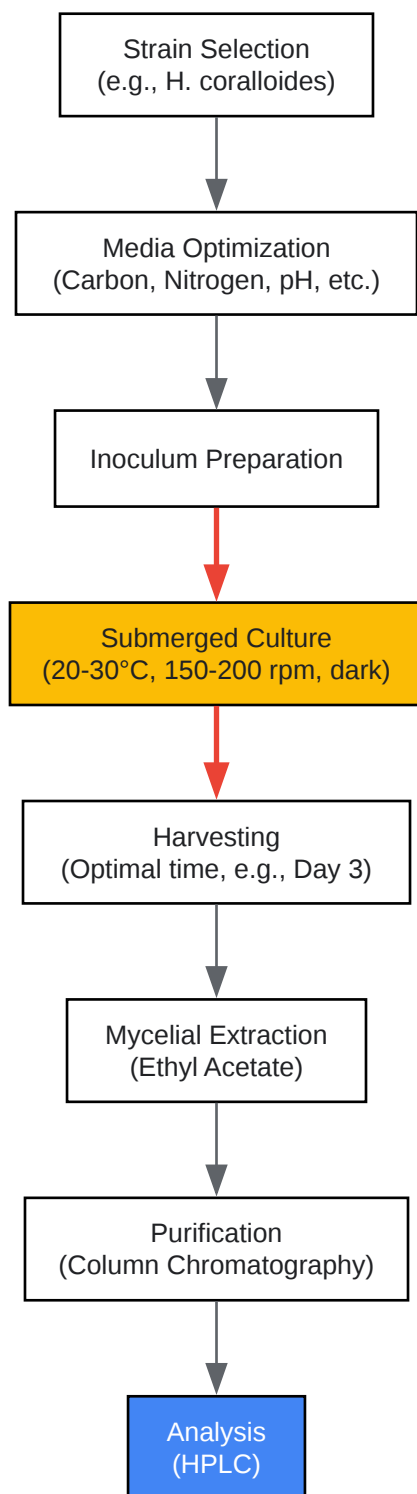 Strain Selection
(e.g., H. coralloides)
Media Optimization
(Carbon, Nitrogen, pH, etc.)
Inoculum Preparation
Submerged Culture
(20-30°C, 150-200 rpm, dark)
Harvesting
(Optimal time, e.g., Day 3)
Mycelial Extraction
(Ethyl Acetate)
Purification
(Column Chromatography)
Analysis
(HPLC)